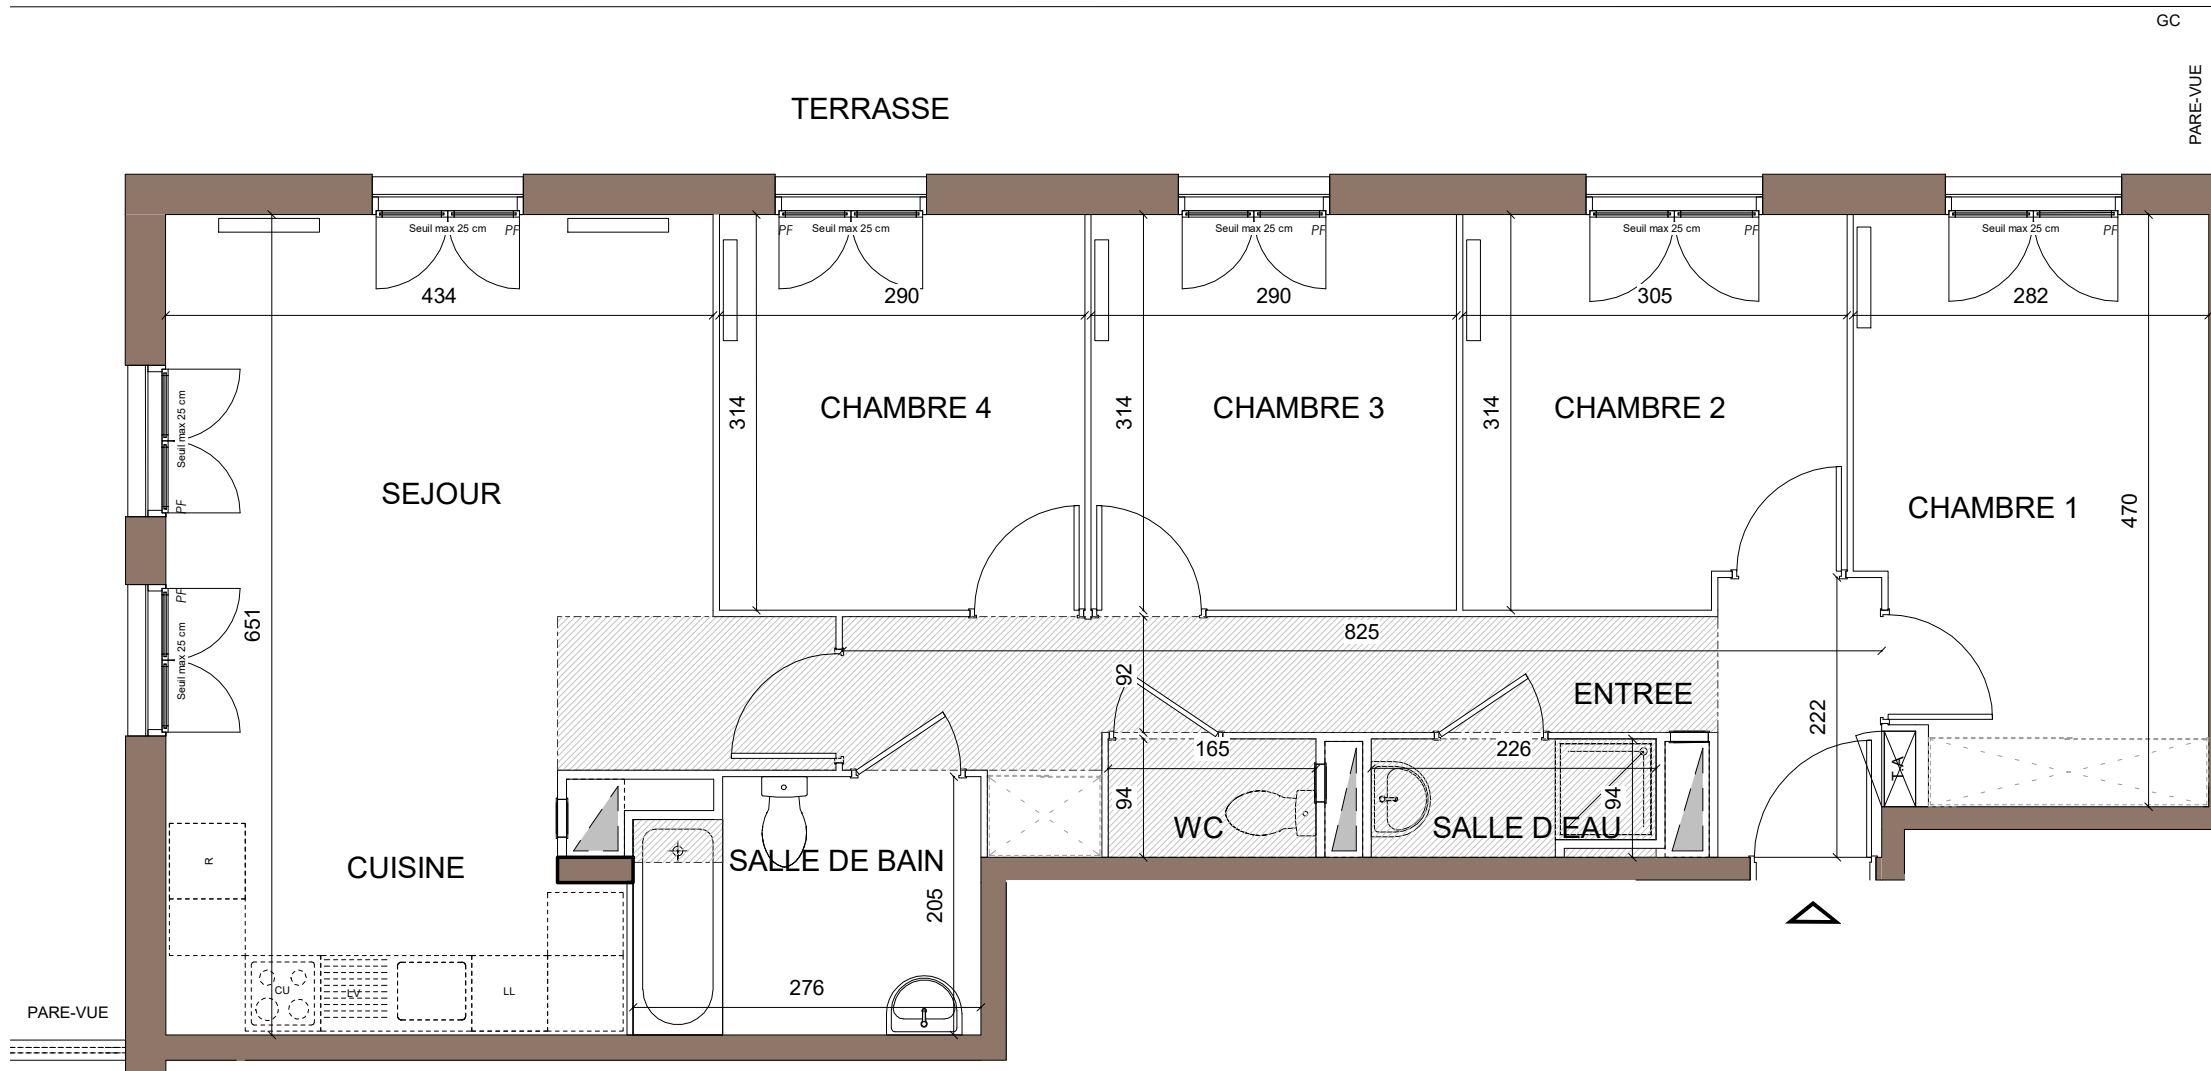 GC
PARE-VUE
TERRASSE
Seuil max 25 cm
PF
PF
Seuil max 25 cm
Seuil max 25 cm
PF
Seuil max 25 cm
PF
Seuil max 25 cm
PF
434
290
290
305
282
Seuil max 25 cm
PF
314
CHAMBRE 4
314
CHAMBRE 3
314
CHAMBRE 2
SEJOUR
CHAMBRE 1
470
PF
Seuil max 25 cm
651
825
92
ENTREE
222
165
226
T.A
94
WC
SALLE D EAU
94
R
CUISINE
SALLE DE BAIN
205
276
CU
LV
LL
PARE-VUE